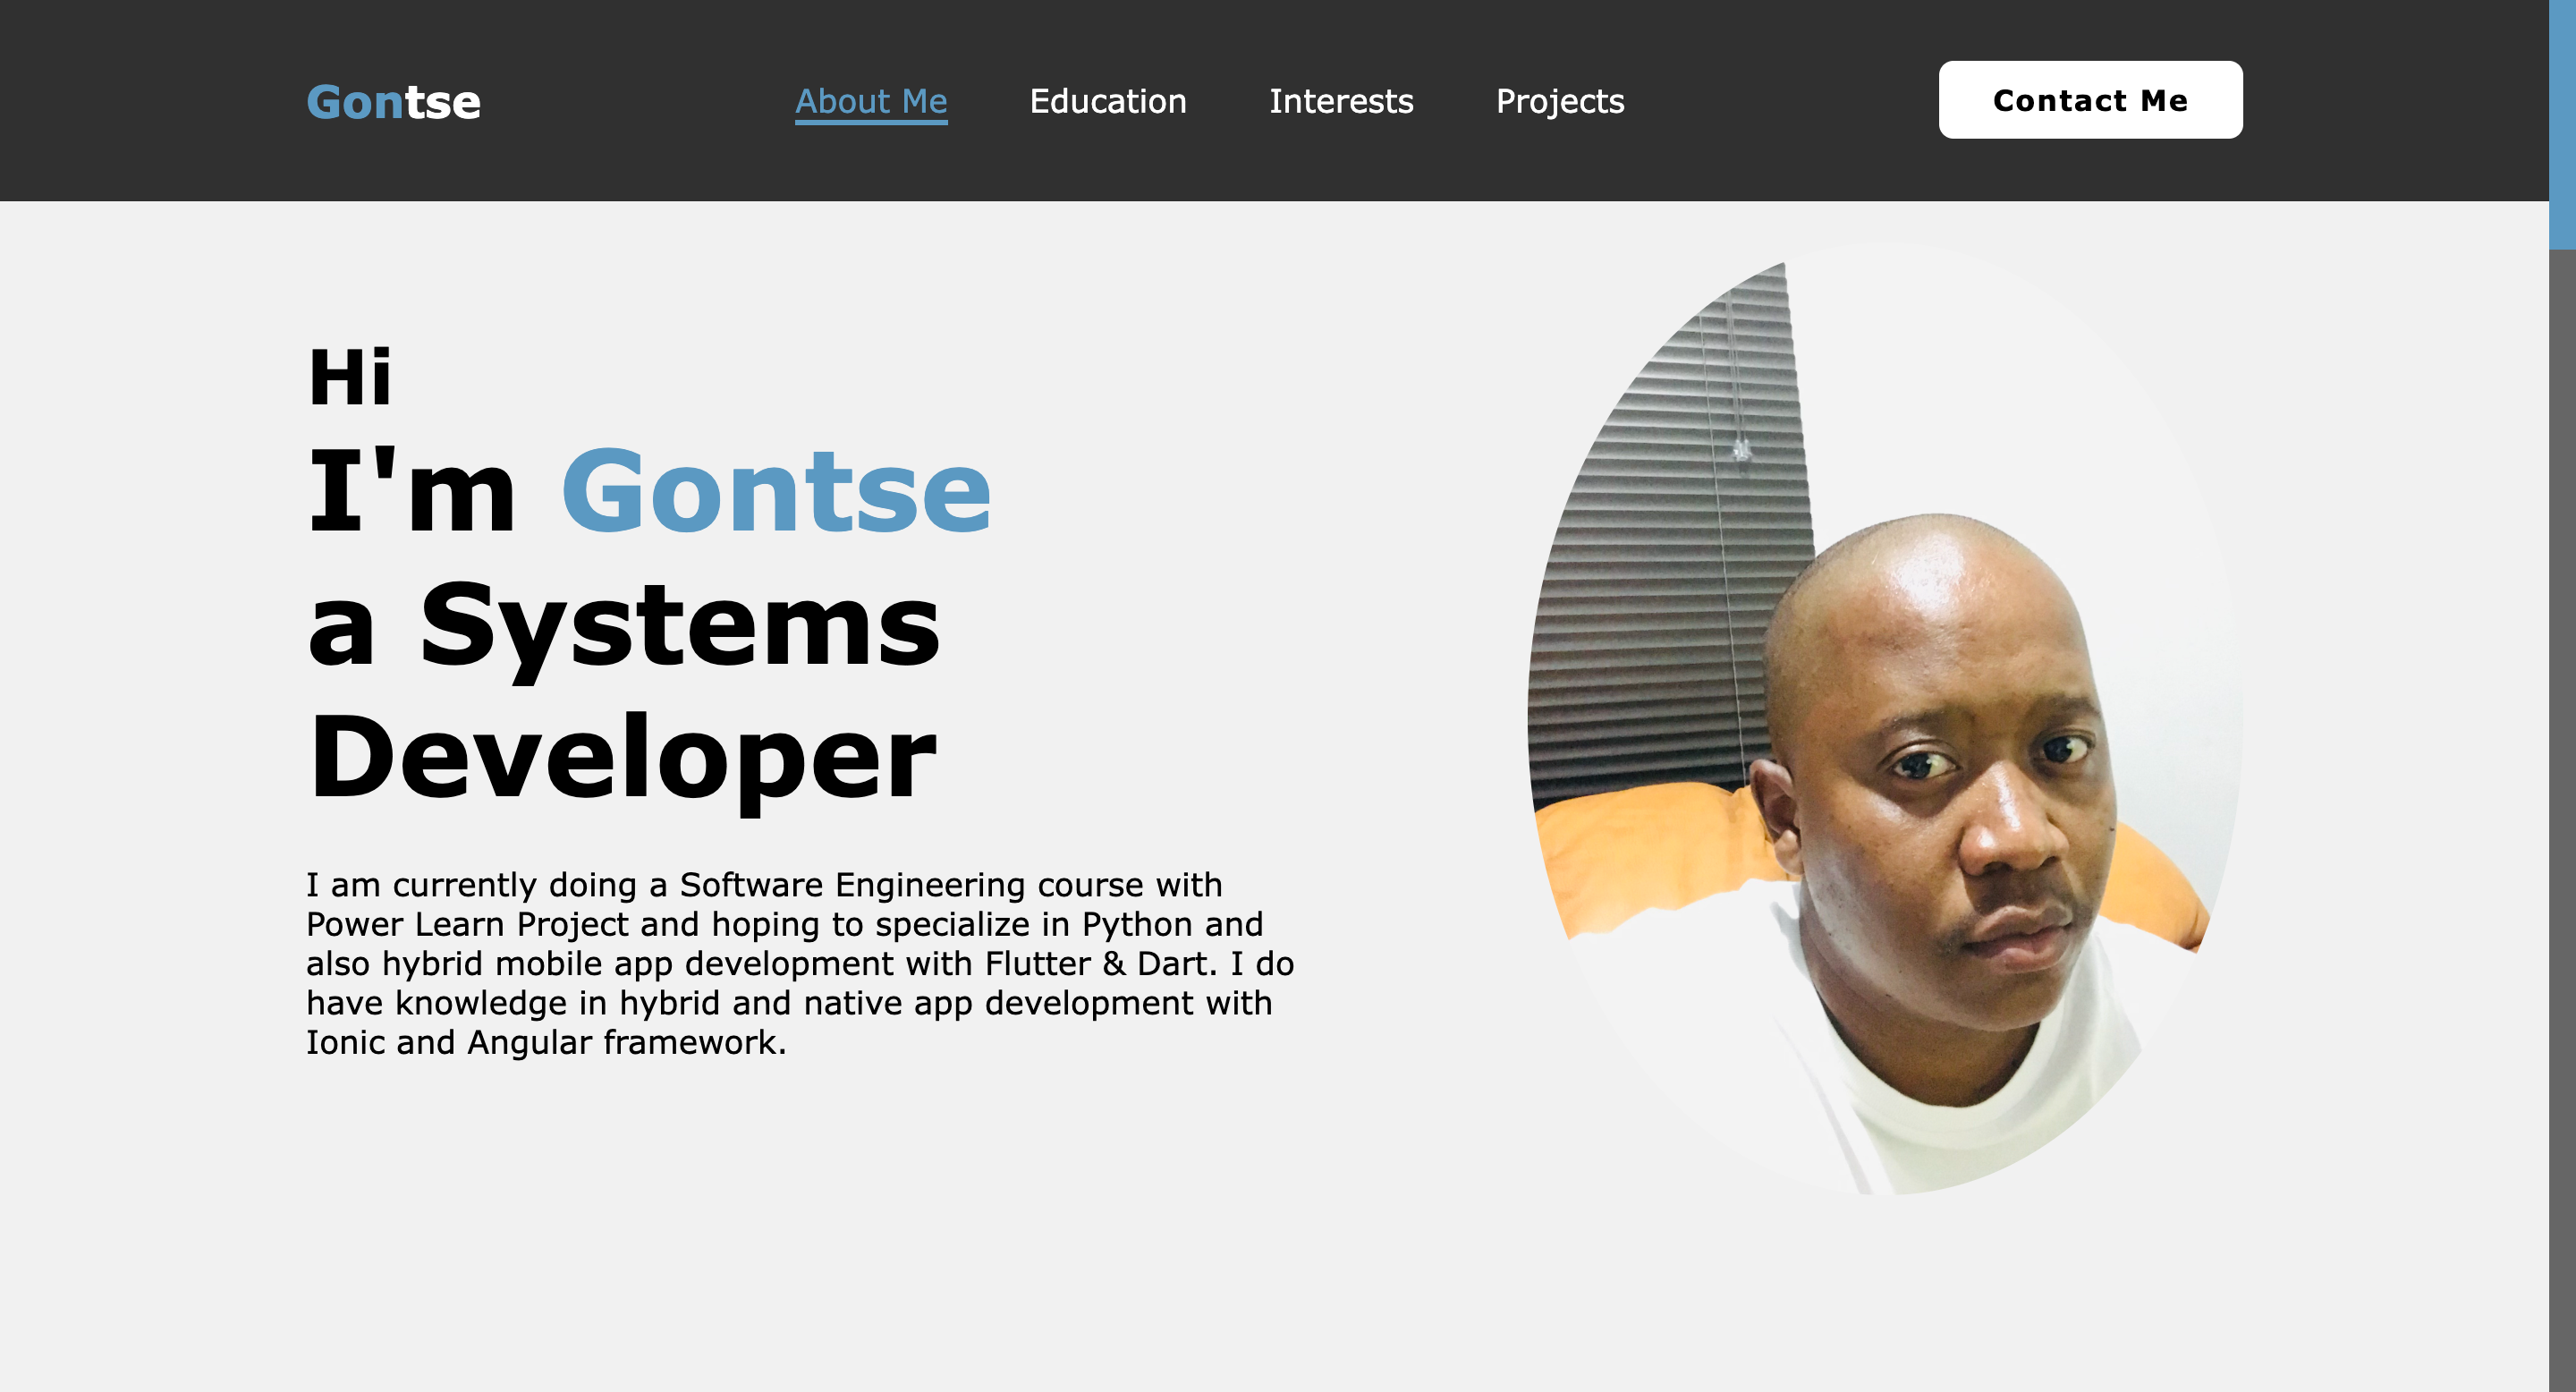 Gontse
About Me
Education
Interests
Projects
Contact Me
Hi
I'm Gontse
a Systems
Developer
I am currently doing a Software Engineering course with
Power Learn Project and hoping to specialize in Python and
also hybrid mobile app development with Flutter & Dart. I do
have knowledge in hybrid and native app development with
Ionic and Angular framework.